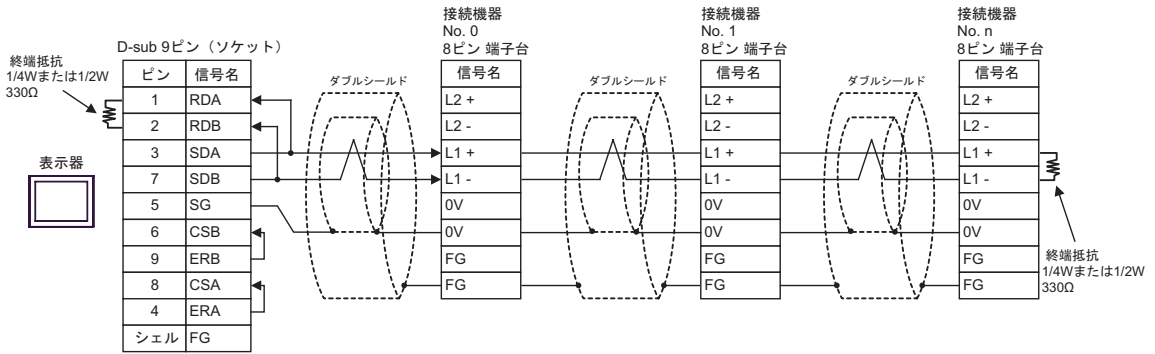 接続機器
No. 0
8ピン 端子台
接続機器
No. 1
8ピン 端子台
接続機器
No. n
8ピン 端子台
D-sub 9ピン（ソケット）
終端抵抗
1/4Wまたは1/2W
330Ω
表示器
ピン 信号名
1 RDA
2 RDB
3 SDA
7 SDB
5 SG
6 CSB
9 ERB
8 CSA
4 ERA
シェル FG
ダブルシールド
信号名
L2 +
L2 -
L1 +
L1 -
0V
0V
FG
FG
ダブルシールド
信号名
L2 +
L2 -
L1 +
L1 -
0V
0V
FG
FG
ダブルシールド
信号名
L2 +
L2 -
L1 +
L1 -
0V
0V
FG
FG
終端抵抗
1/4Wまたは1/2W
330Ω